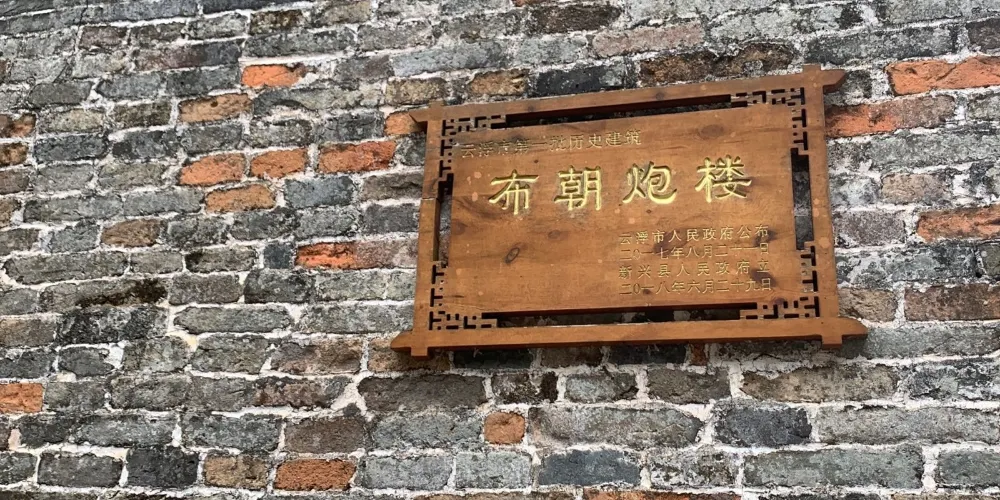 云浮市第一批历史建筑
布朝炮楼
云浮市人民政府公布
二〇一七年八月二十一日
新兴县人民政府立
二〇一八年六月二十九日